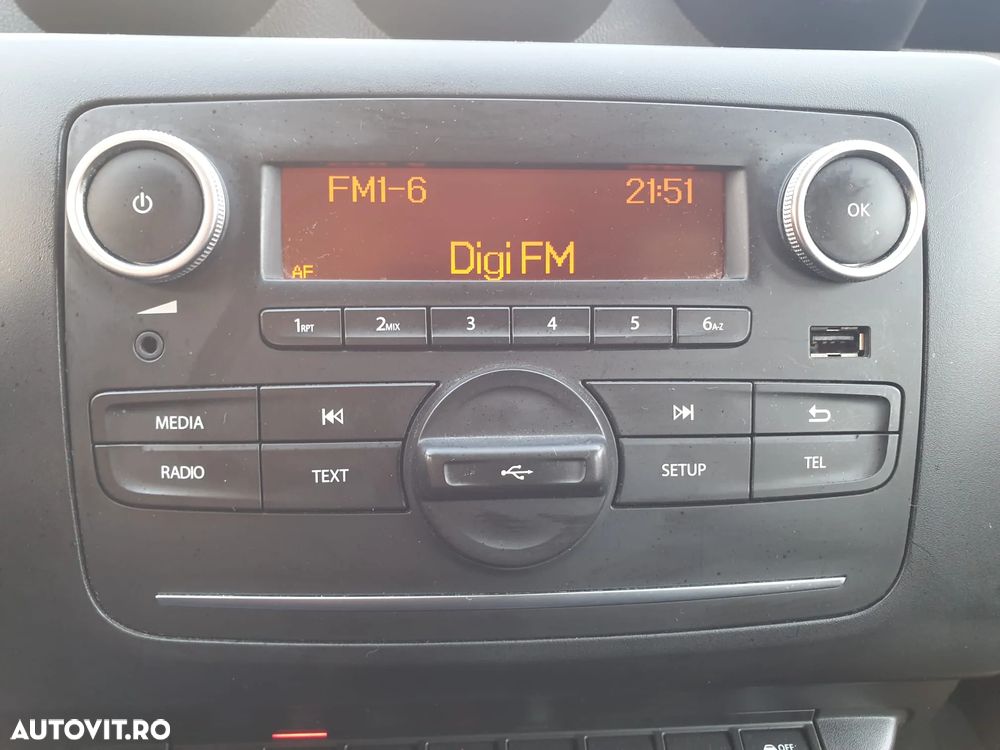 FM1-6 21:51
Digi FM
AF
OK
1RPT 2MIX 3 4 5 6A-Z
MEDIA
RADIO TEXT SETUP TEL
OFF
AUTOVIT.RO